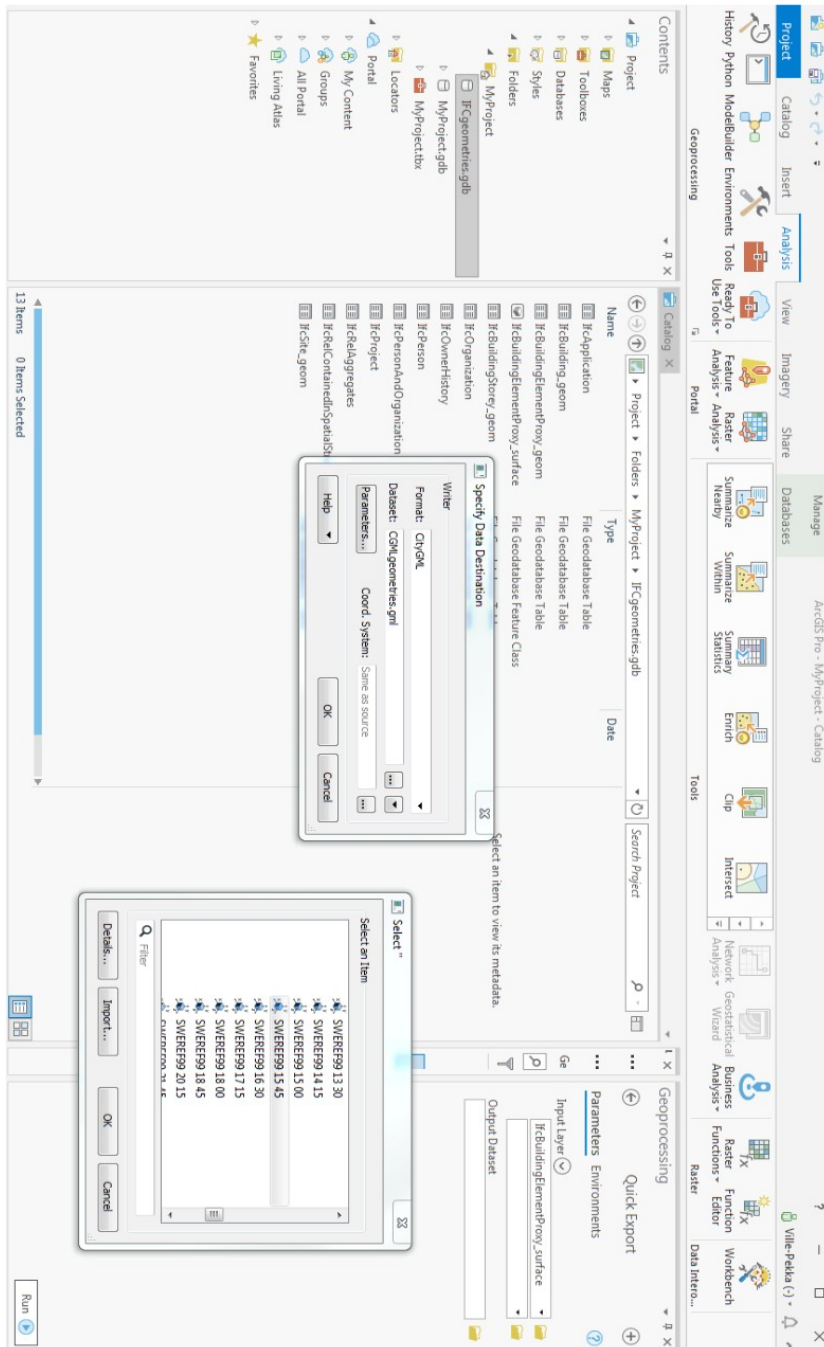 ArcGIS Pro - MyProject - Catalog
Manage
?
Project Catalog Insert Analysis View Imagery Share Databases
Ville-Pekka (-)
History Python ModelBuilder Environments Tools Ready To Use Tools
Feature Analysis Raster Analysis
Summarize Nearby Summarize Within Summary Statistics Enrich Clip Intersect
Network Analysis Geostatistical Wizard Business Analysis
Raster Functions Function Editor Workbench
Geoprocessing Portal Tools Raster Data Intero...
Contents
Project
Maps
Toolboxes
Databases
Styles
Folders
MyProject
IFCgeometries.gdb
MyProject.gdb
MyProject.tbx
Locators
Portal
My Content
Groups
All Portal
Living Atlas
Favorites
Catalog
Project Folders MyProject IFCgeometries.gdb
Search Project
Name Type Date
IfcApplication File Geodatabase Table
IfcBuilding_geom File Geodatabase Table
IfcBuildingElementProxy_geom File Geodatabase Table
IfcBuildingElementProxy_surface File Geodatabase Feature Class
IfcBuildingStorey_geom
IfcOrganization
IfcOwnerHistory
IfcPerson
IfcPersonAndOrganization
IfcProject
IfcRelAggregates
IfcRelContainedInSpatialStr
IfcSite_geom
Select an item to view its metadata.
13 Items 0 Items Selected
Specify Data Destination
Writer
Format: CityGML
Dataset: CGMLgeometries.gml
Parameters... Coord. System: Same as source
Help OK Cancel
Select "
Select an Item
SWEREF99 13 30
SWEREF99 14 15
SWEREF99 15 00
SWEREF99 15 45
SWEREF99 16 30
SWEREF99 17 15
SWEREF99 18 00
SWEREF99 18 45
SWEREF99 20 15
SWEREF99 21 45
Filter
Details... Import... OK Cancel
Ge
Geoprocessing
Quick Export
Parameters Environments
Input Layer
IfcBuildingElementProxy_surface
Output Dataset
Run